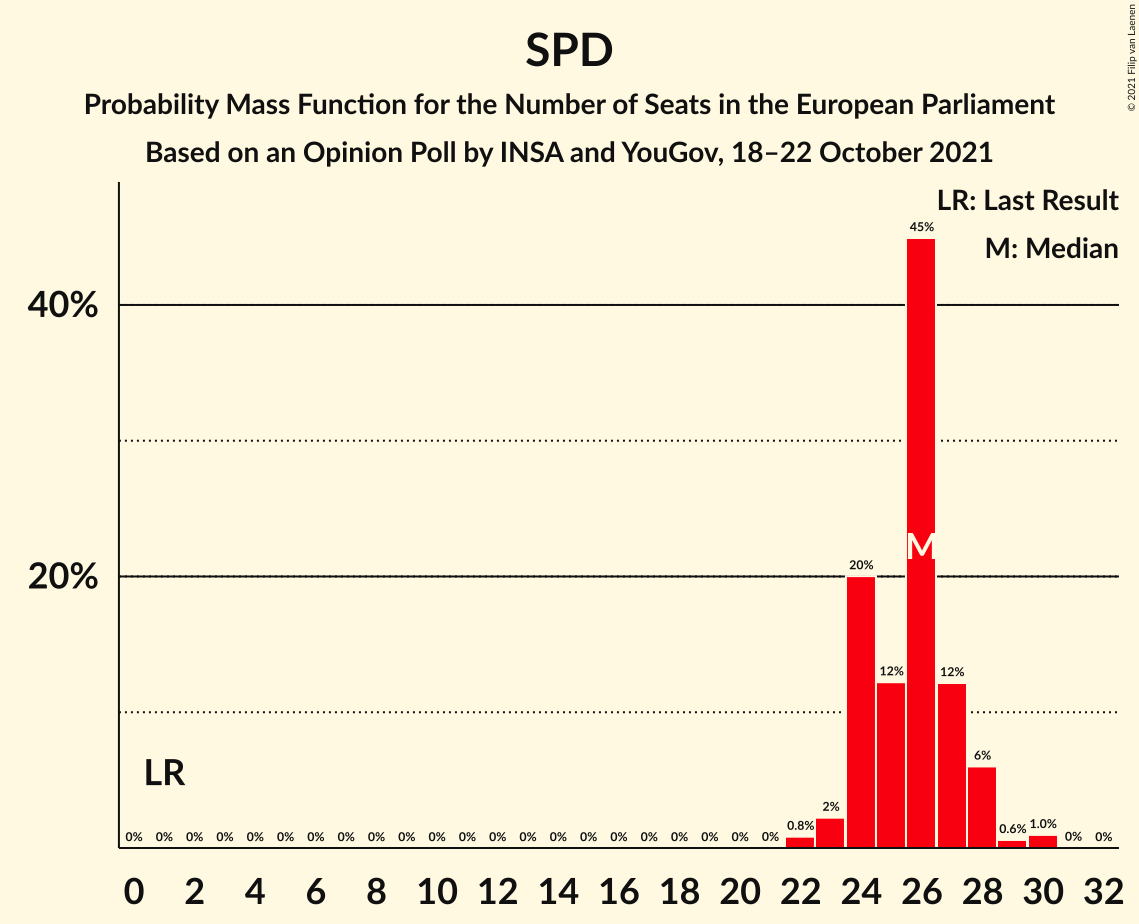 SPD
Probability Mass Function for the Number of Seats in the European Parliament
Based on an Opinion Poll by INSA and YouGov, 18–22 October 2021
© 2021 Filip van Laenen
LR: Last Result
M: Median
45%
40%
M
20%
20%
12% 12%
6%
LR
2%
0% 0% 0% 0% 0% 0% 0% 0% 0% 0% 0% 0% 0% 0% 0% 0% 0% 0% 0% 0% 0% 0% 0.8% 0.6% 1.0% 0% 0%
0 2 4 6 8 10 12 14 16 18 20 22 24 26 28 30 32